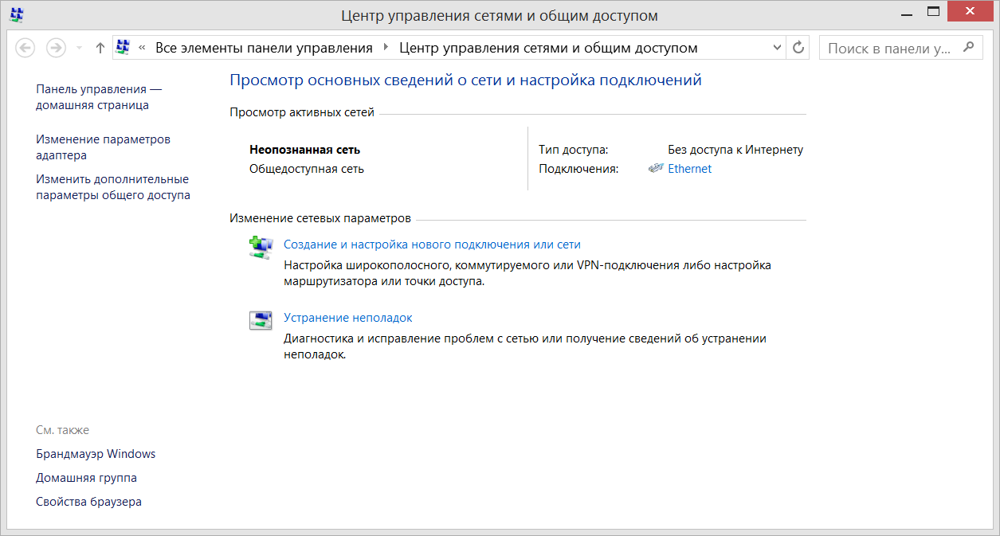 Центр управления сетями и общим доступом
« Все элементы панели управления Центр управления сетями и общим доступом
Поиск в панели у...
Панель управления —
домашняя страница
Изменение параметров
адаптера
Изменить дополнительные
параметры общего доступа
Просмотр основных сведений о сети и настройка подключений
Просмотр активных сетей
Неопознанная сеть
Общедоступная сеть
Тип доступа: Без доступа к Интернету
Подключения: Ethernet
Изменение сетевых параметров
Создание и настройка нового подключения или сети
Настройка широкополосного, коммутируемого или VPN-подключения либо настройка
маршрутизатора или точки доступа.
Устранение неполадок
Диагностика и исправление проблем с сетью или получение сведений об устранении
неполадок.
См. также
Брандмауэр Windows
Домашняя группа
Свойства браузера